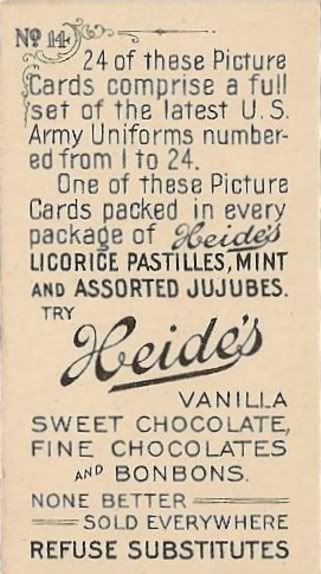 No 14
24 of these Picture
Cards comprise a full
set of the latest U.S.
Army Uniforms number-
ed from 1 to 24.
One of these Picture
Cards packed in every
package of Heide's
LICORICE PASTILLES, MINT
AND ASSORTED JUJUBES.
TRY
Heide's
VANILLA
SWEET CHOCOLATE,
FINE CHOCOLATES
AND BONBONS.
NONE BETTER
SOLD EVERYWHERE
REFUSE SUBSTITUTES